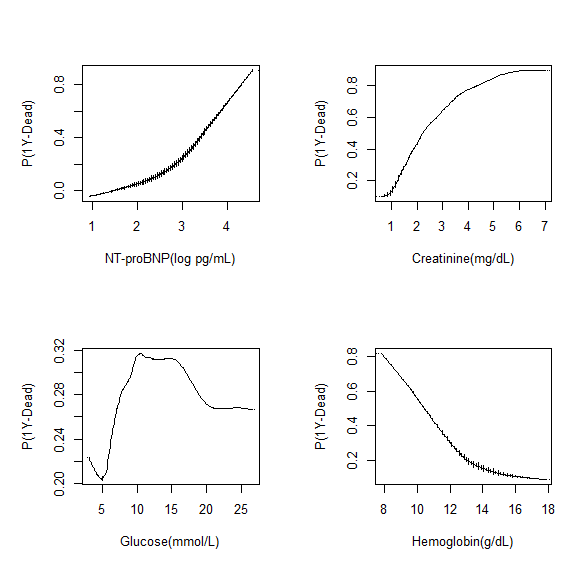 P(1Y-Dead)
0.0 0.4 0.8
1 2 3 4
NT-proBNP(log pg/mL)
P(1Y-Dead)
0.2 0.4 0.6 0.8
1 2 3 4 5 6 7
Creatinine(mg/dL)
P(1Y-Dead)
0.20 0.24 0.28 0.32
5 10 15 20 25
Glucose(mmol/L)
P(1Y-Dead)
0.2 0.4 0.6 0.8
8 10 12 14 16 18
Hemoglobin(g/dL)